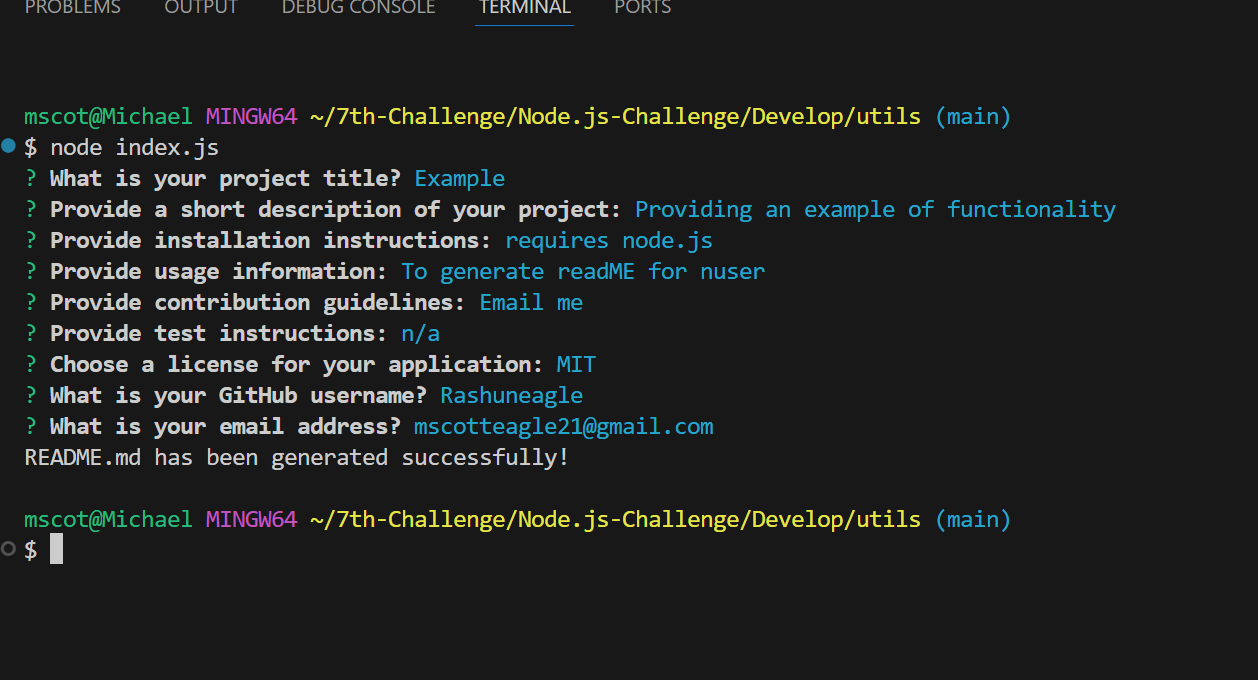 PROBLEMS OUTPUT DEBUG CONSOLE TERMINAL PORTS
mscot@Michael MINGW64 ~/7th-Challenge/Node.js-Challenge/Develop/utils (main)
$ node index.js
? What is your project title? Example
? Provide a short description of your project: Providing an example of functionality
? Provide installation instructions: requires node.js
? Provide usage information: To generate readME for nuser
? Provide contribution guidelines: Email me
? Provide test instructions: n/a
? Choose a license for your application: MIT
? What is your GitHub username? Rashuneagle
? What is your email address? mscotteagle21@gmail.com
README.md has been generated successfully!
mscot@Michael MINGW64 ~/7th-Challenge/Node.js-Challenge/Develop/utils (main)
$